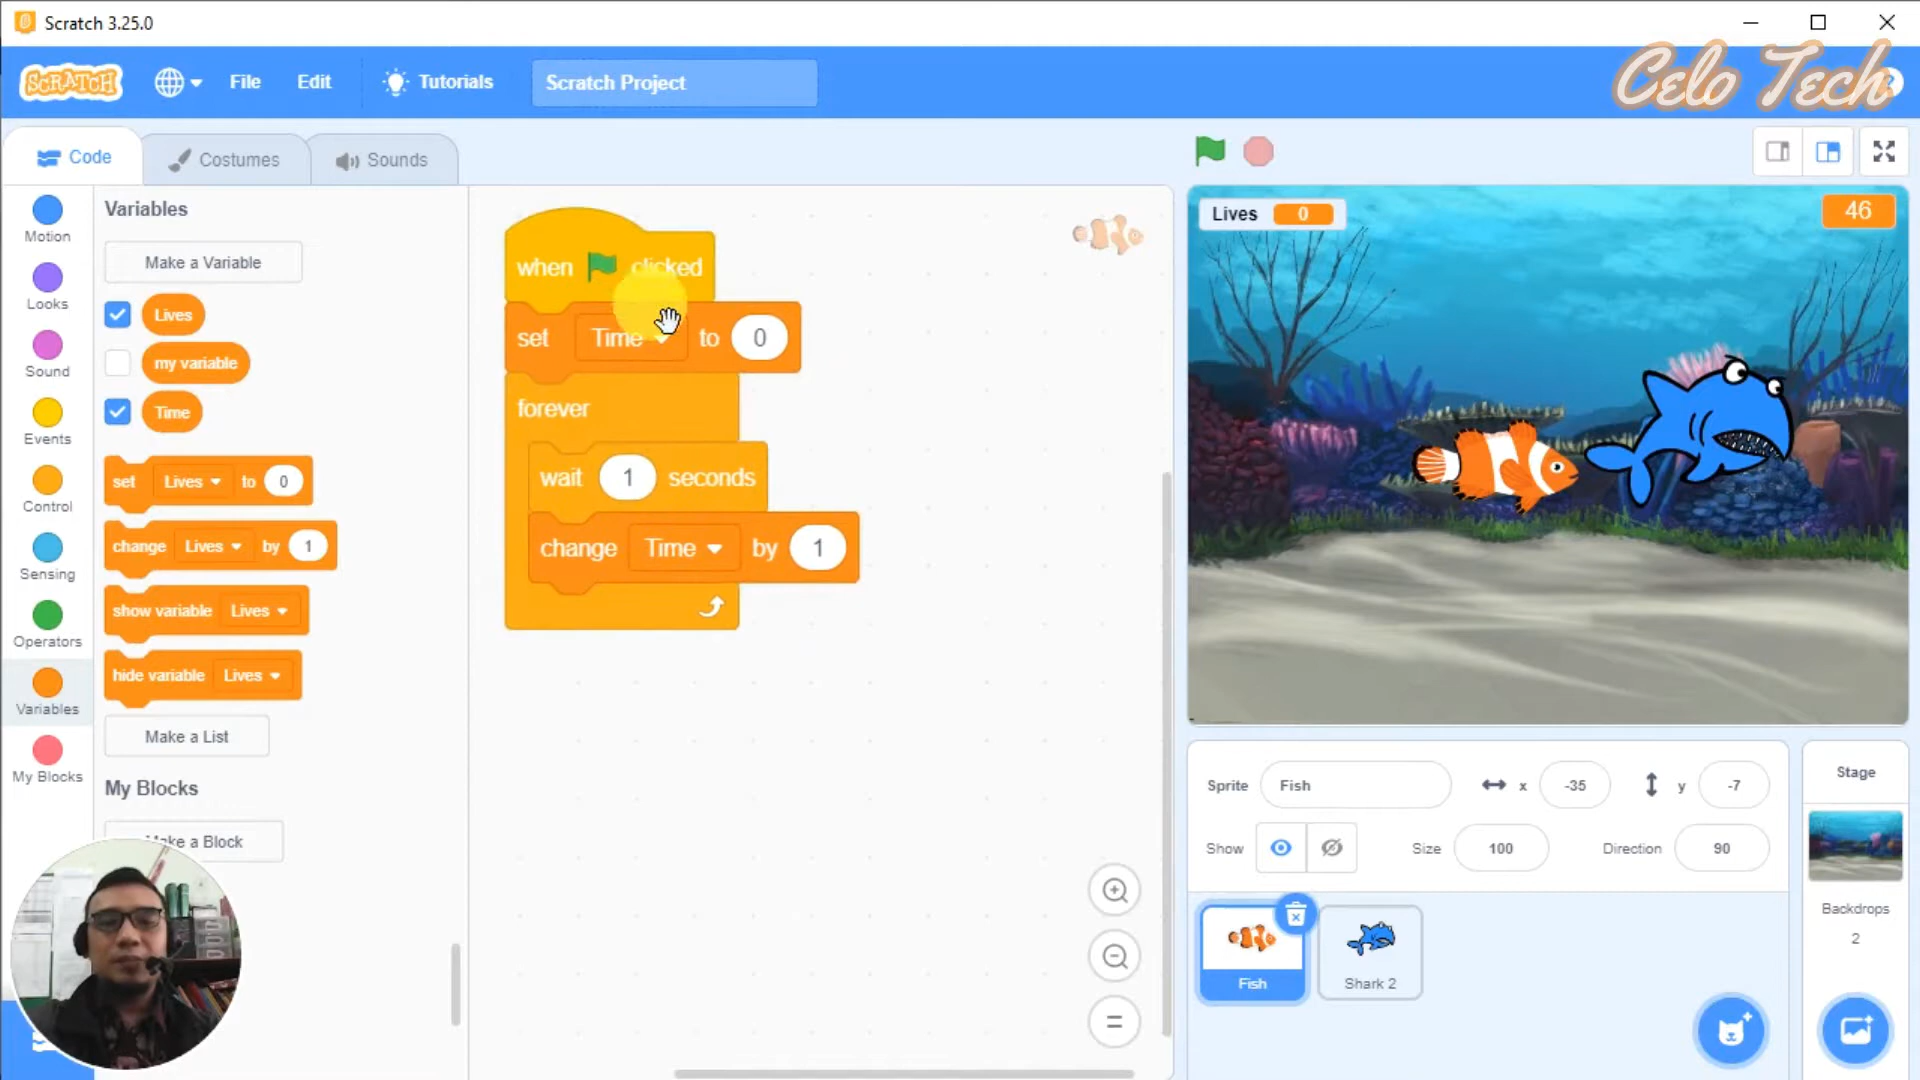 Scratch 3.25.0
SCRATCH
File
Edit
Tutorials
Scratch Project
Celo Tech
Code
Costumes
Sounds
Motion
Looks
Sound
Events
Control
Sensing
Operators
Variables
My Blocks
Variables
Make a Variable
Lives
my variable
Time
set Lives to 0
change Lives by 1
show variable Lives
hide variable Lives
Make a List
My Blocks
Make a Block
when clicked
set Time to 0
forever
wait 1 seconds
change Time by 1
Lives 0
46
Sprite Fish x -35 y -7
Show Size 100 Direction 90
Fish
Shark 2
Stage
Backdrops
2